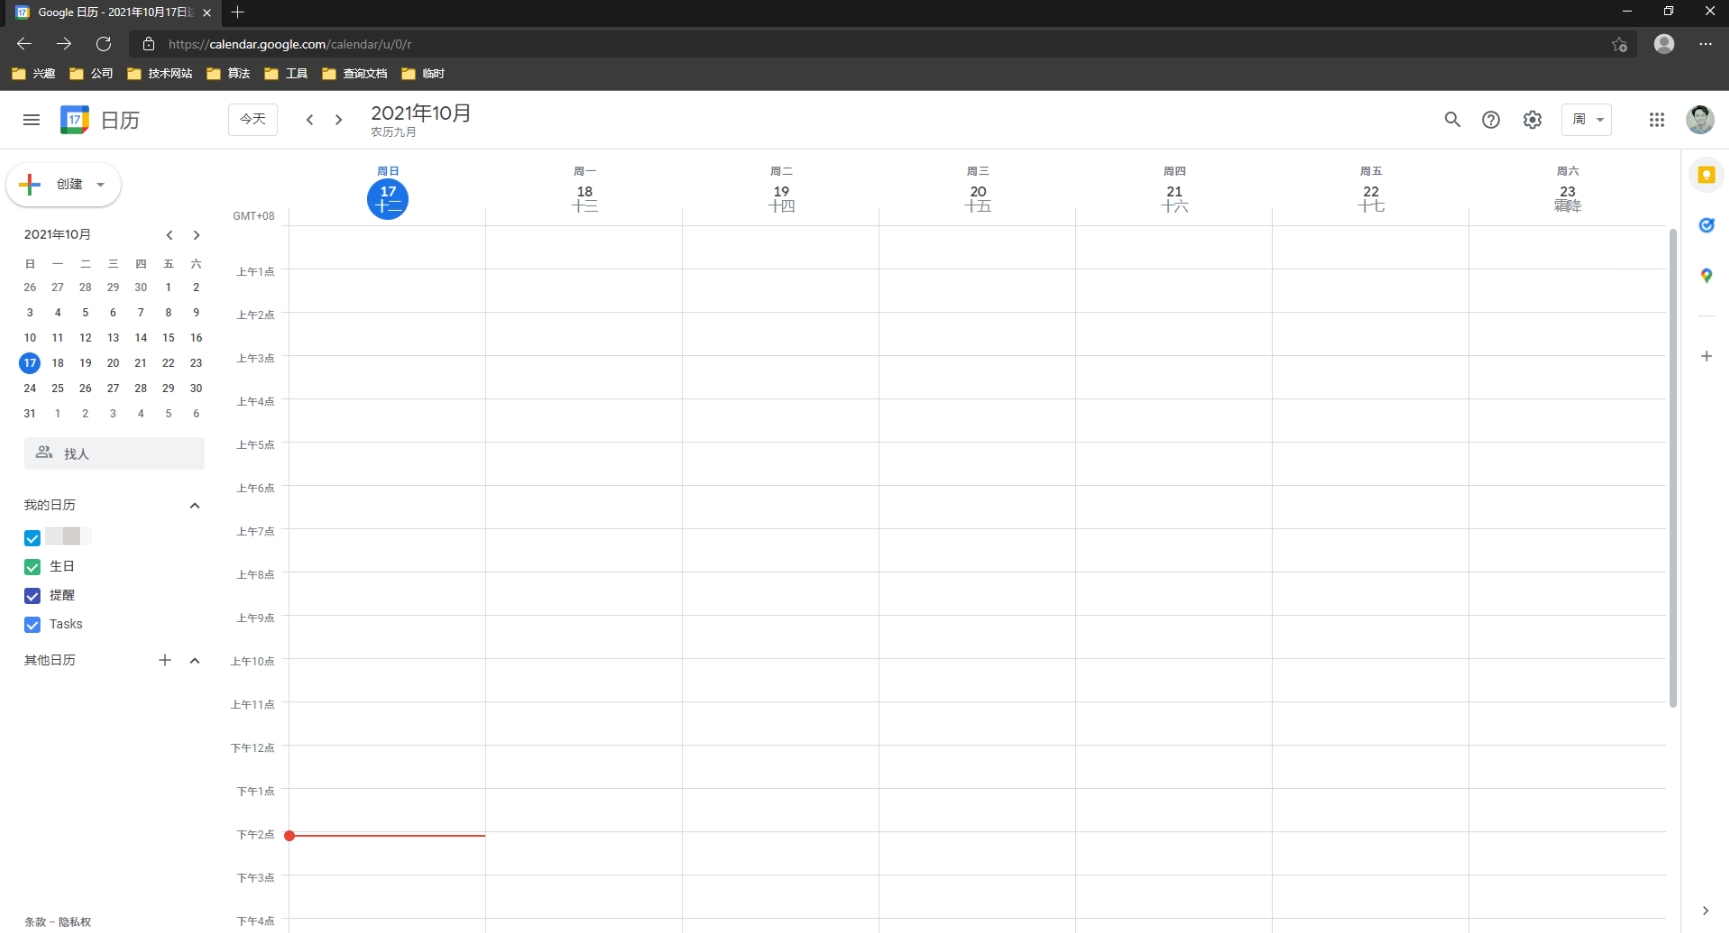 Google 日历 - 2021年10月17日
https://calendar.google.com/calendar/u/0/r
兴趣 公司 技术网站 算法 工具 查询文档 临时
17 日历 今天 2021年10月
农历九月
周
创建
周日 周一 周二 周三 周四 周五 周六
17 18 19 20 21 22 23
十二 十三 十四 十五 十六 十七 霜降
GMT+08
2021年10月
日 一 二 三 四 五 六
26 27 28 29 30 1 2
3 4 5 6 7 8 9
10 11 12 13 14 15 16
17 18 19 20 21 22 23
24 25 26 27 28 29 30
31 1 2 3 4 5 6
找人
我的日历
生日
提醒
Tasks
其他日历
条款 – 隐私权
上午1点
上午2点
上午3点
上午4点
上午5点
上午6点
上午7点
上午8点
上午9点
上午10点
上午11点
下午12点
下午1点
下午2点
下午3点
下午4点